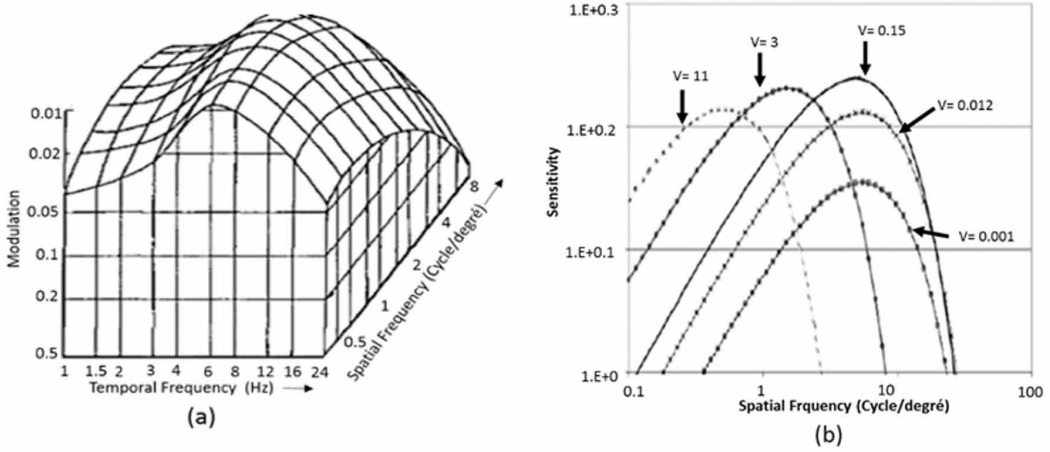 0.01
0.02
0.05
0.1
0.2
0.5
Modulation
1 1.5 2 3 4 6 8 12 16 24
Temporal Frequency (Hz)
0.5
1
2
4
8
Spatial Frequency (Cycle/degré)
(a)
1.E+0.3
1.E+0.2
1.E+0.1
1.E+0
Sensitivity
V= 11
V= 3
V= 0.15
V= 0.012
V= 0.001
0.1 1 10 100
Spatial Frquency (Cycle/degré)
(b)